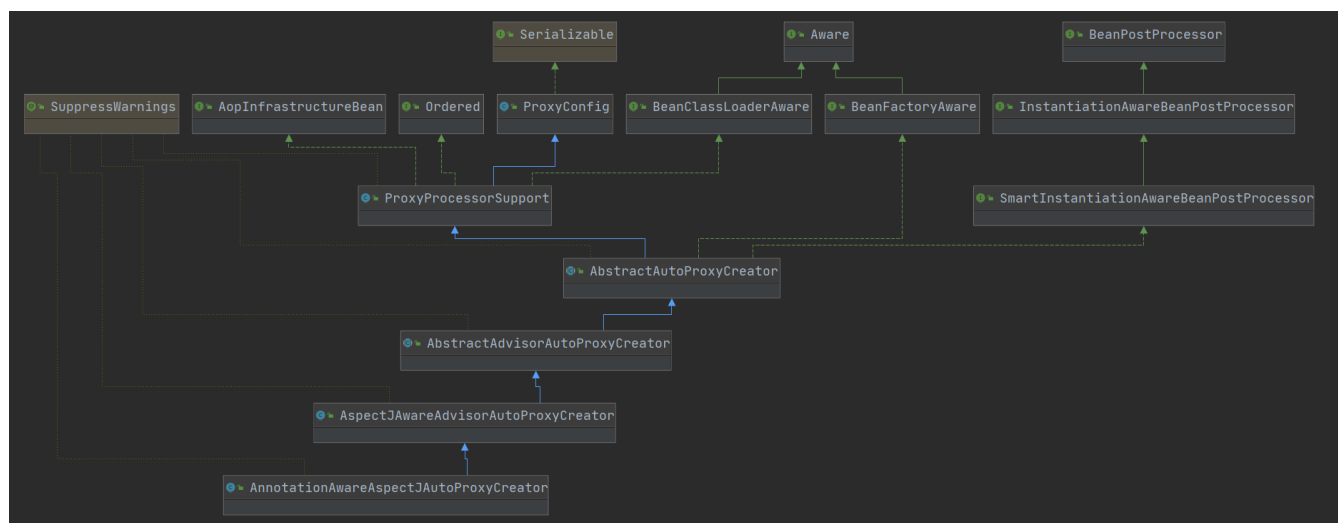 Serializable
Aware
BeanPostProcessor
SuppressWarnings
AopInfrastructureBean
Ordered
ProxyConfig
BeanClassLoaderAware
BeanFactoryAware
InstantiationAwareBeanPostProcessor
ProxyProcessorSupport
SmartInstantiationAwareBeanPostProcessor
AbstractAutoProxyCreator
AbstractAdvisorAutoProxyCreator
AspectJAwareAdvisorAutoProxyCreator
AnnotationAwareAspectJAutoProxyCreator